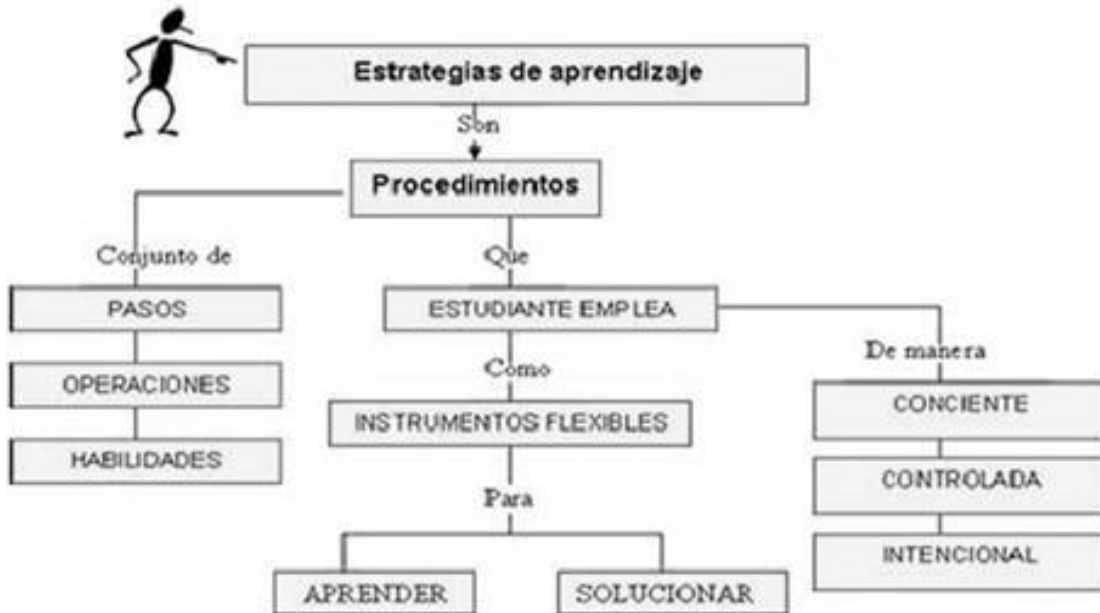 Estrategias de aprendizaje
Son
Procedimientos
Conjunto de
PASOS
OPERACIONES
HABILIDADES
Que
ESTUDIANTE EMPLEA
Como
INSTRUMENTOS FLEXIBLES
Para
APRENDER
SOLUCIONAR
De manera
CONCIENTE
CONTROLADA
INTENCIONAL